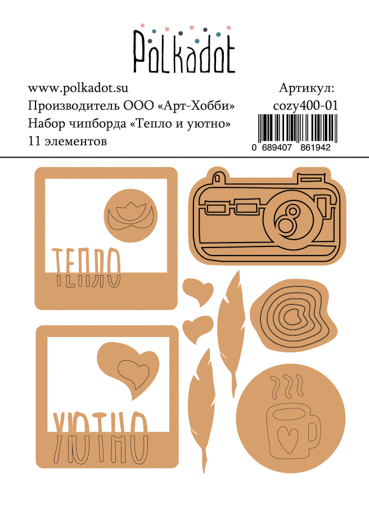 Polkadot
www.polkadot.su
Артикул:
Производитель ООО «Арт-Хобби»
cozy400-01
Набор чипборда «Тепло и уютно»
11 элементов
0 689407 861942
ТЕПЛО
УЮТНО